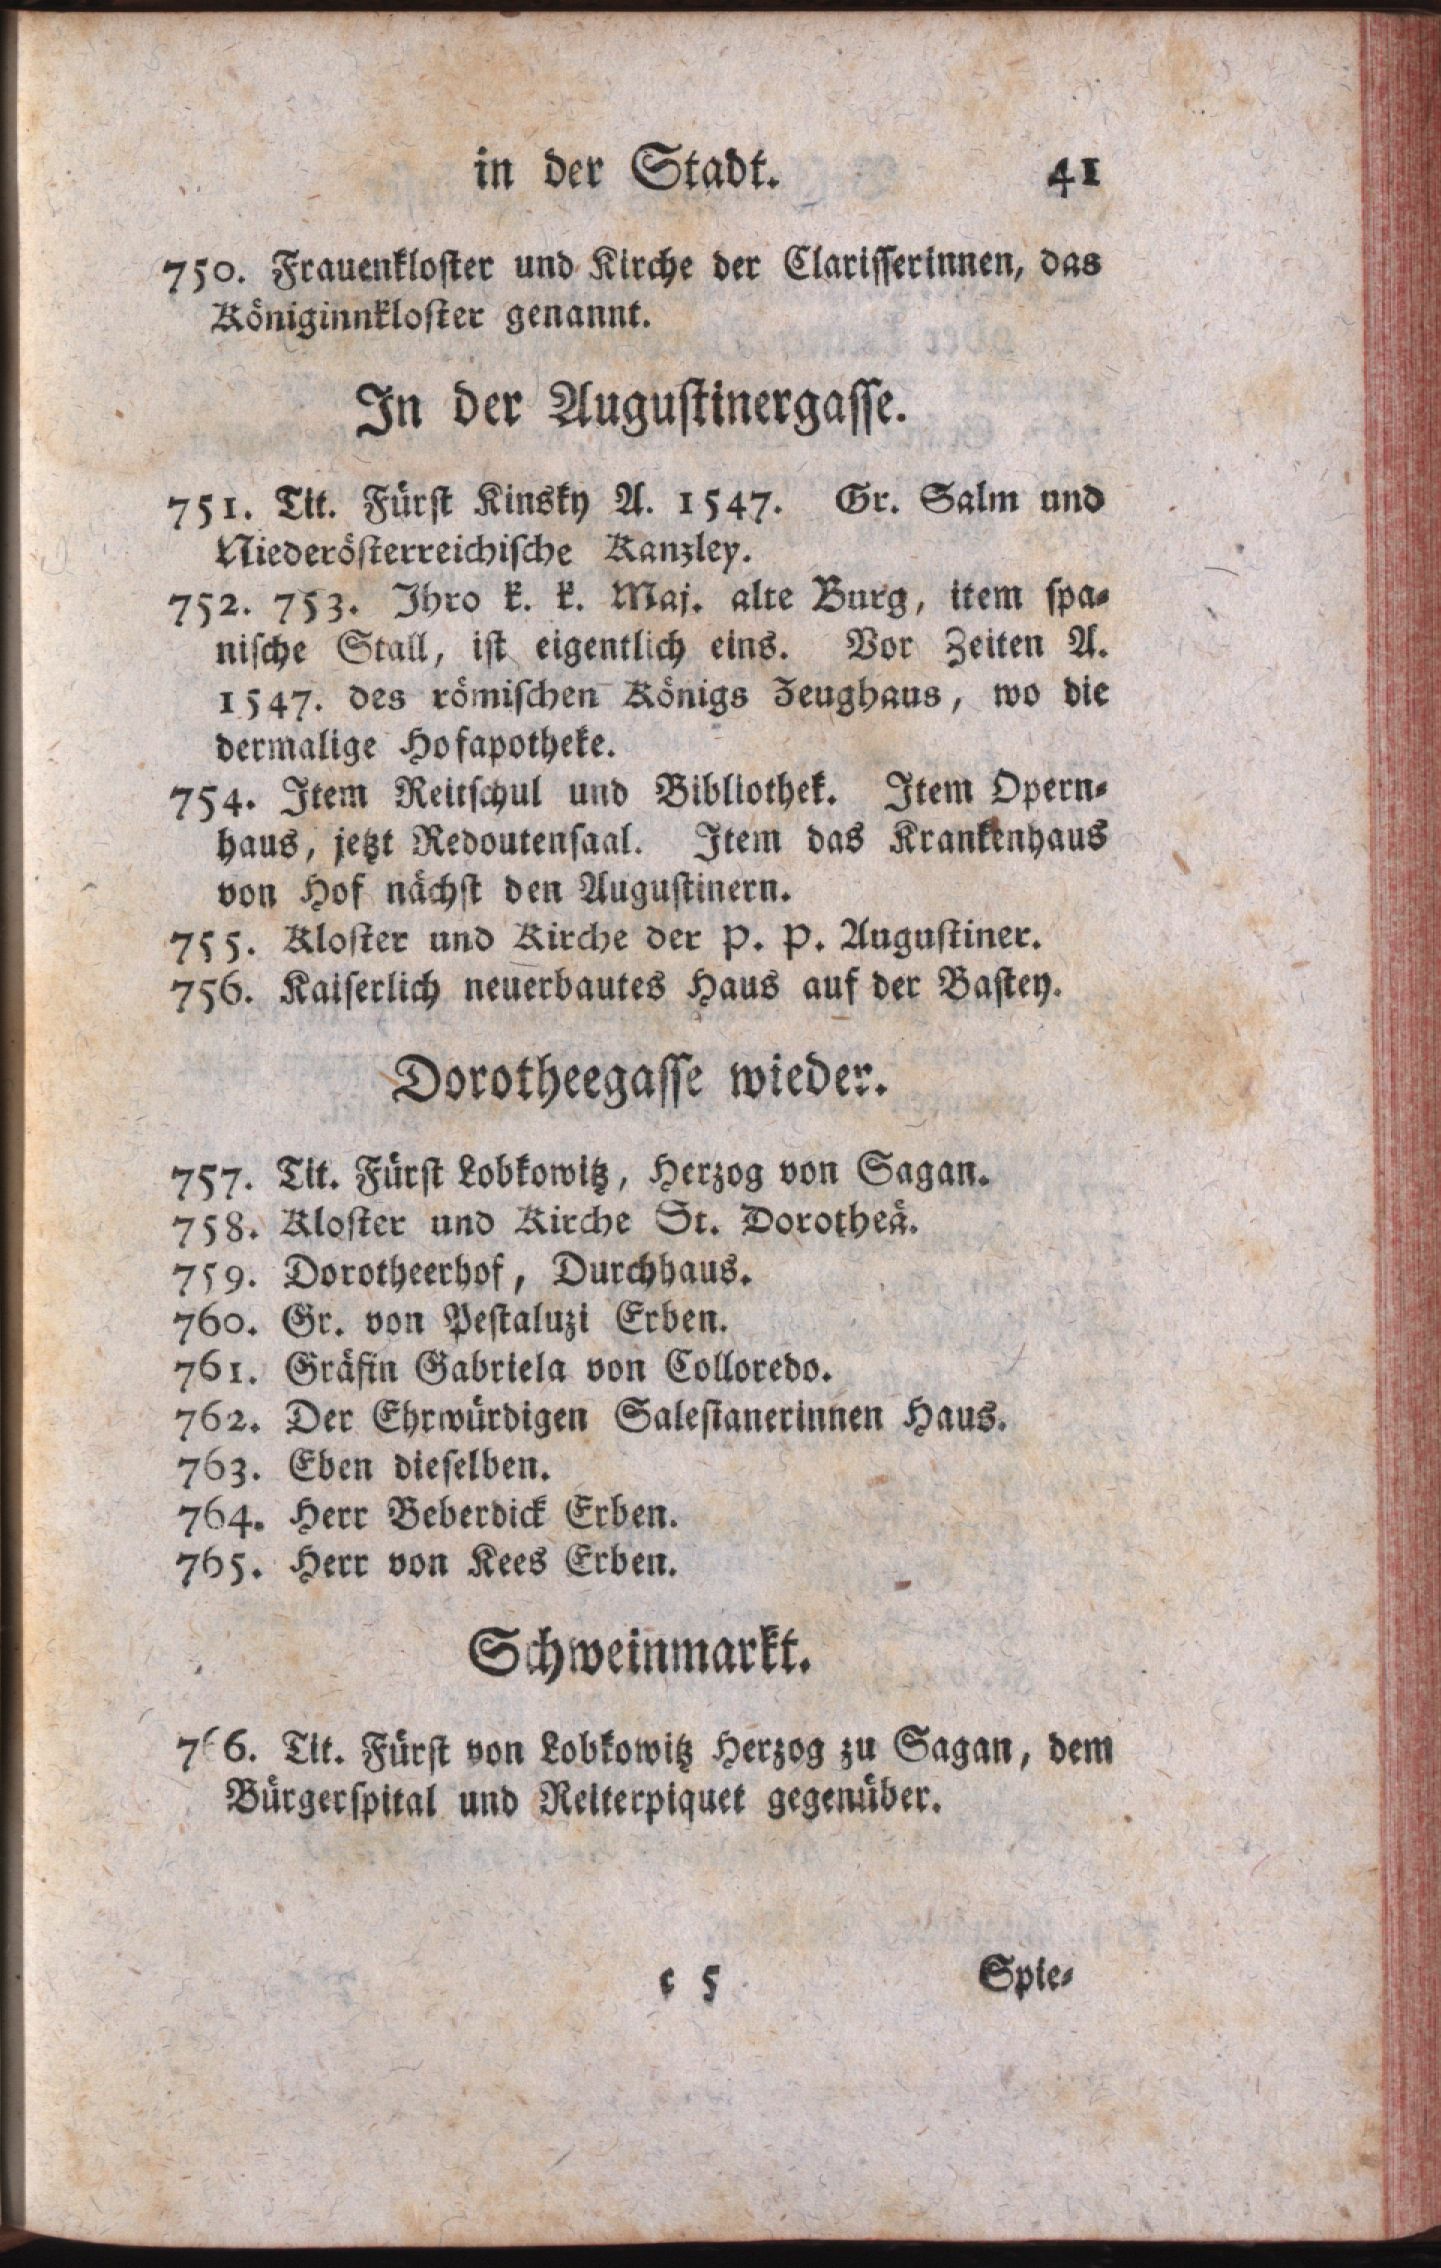 in der Stadt. 41
750. Frauenkloster und Kirche der Clarisserinnen, das
Königinnkloster genannt.
In der Augustinergasse.
751. Tit. Fürst Kinsky A. 1547. Gr. Salm und
Niederösterreichische Kanzley.
752. 753. Ihro k. k. Maj. alte Burg, item spa-
nische Stall, ist eigentlich eins. Vor Zeiten A.
1547. des römischen Königs Zeughaus, wo die
dermalige Hofapotheke.
754. Item Reitschul und Bibliothek. Item Opern-
haus, jetzt Redoutensaal. Item das Krankenhaus
von Hof nächst den Augustinern.
755. Kloster und Kirche der P. P. Augustiner.
756. Kaiserlich neuerbautes Haus auf der Bastey.
Dorotheegasse wieder.
757. Tit. Fürst Lobkowitz, Herzog von Sagan.
758. Kloster und Kirche St. Dorotheä.
759. Dorotheerhof, Durchhaus.
760. Gr. von Pestaluzi Erben.
761. Gräfin Gabriela von Colloredo.
762. Der Ehrwürdigen Salesianerinnen Haus.
763. Eben dieselben.
764. Herr Beberdick Erben.
765. Herr von Kees Erben.
Schweinmarkt.
766. Tit. Fürst von Lobkowitz Herzog zu Sagan, dem
Bürgerspital und Reiterpiquet gegenüber.
c 5 Spie-